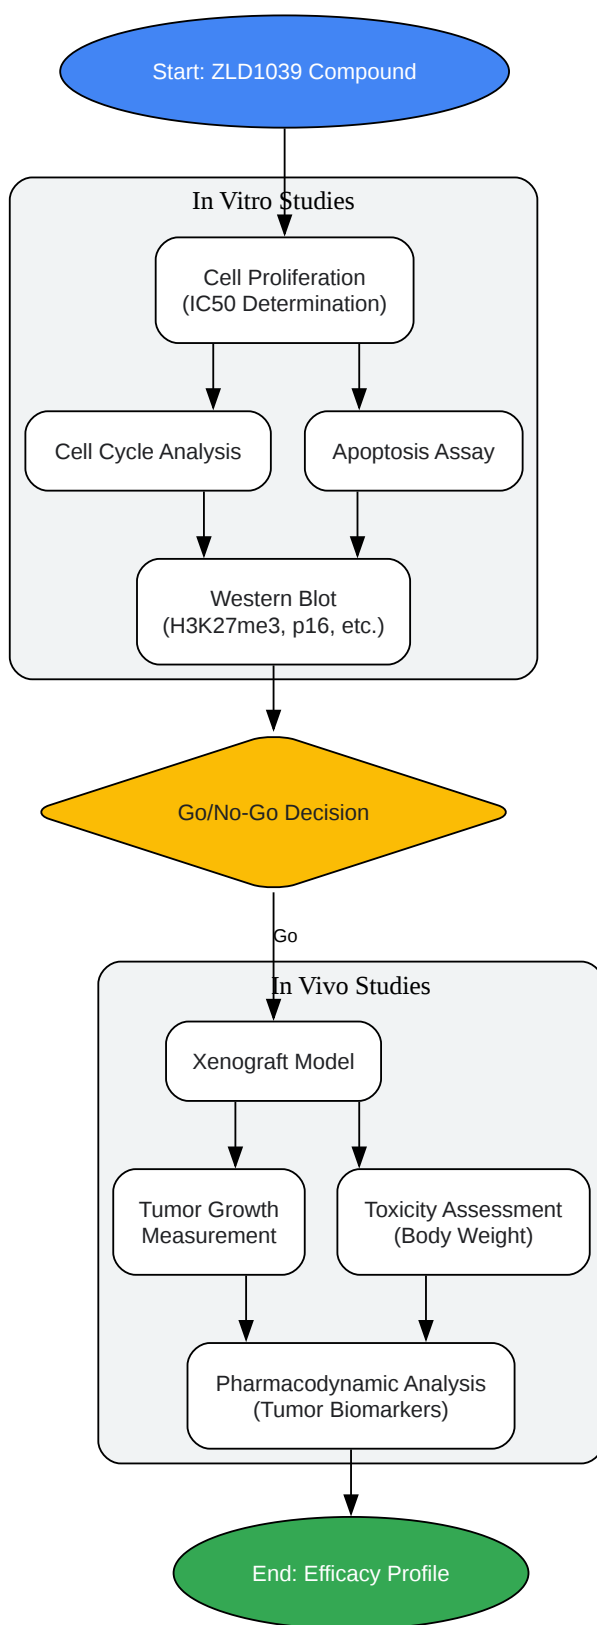 Start: ZLD1039 Compound
In Vitro Studies
Cell Proliferation
(IC50 Determination)
Cell Cycle Analysis
Apoptosis Assay
Western Blot
(H3K27me3, p16, etc.)
Go/No-Go Decision
Go
In Vivo Studies
Xenograft Model
Tumor Growth
Measurement
Toxicity Assessment
(Body Weight)
Pharmacodynamic Analysis
(Tumor Biomarkers)
End: Efficacy Profile